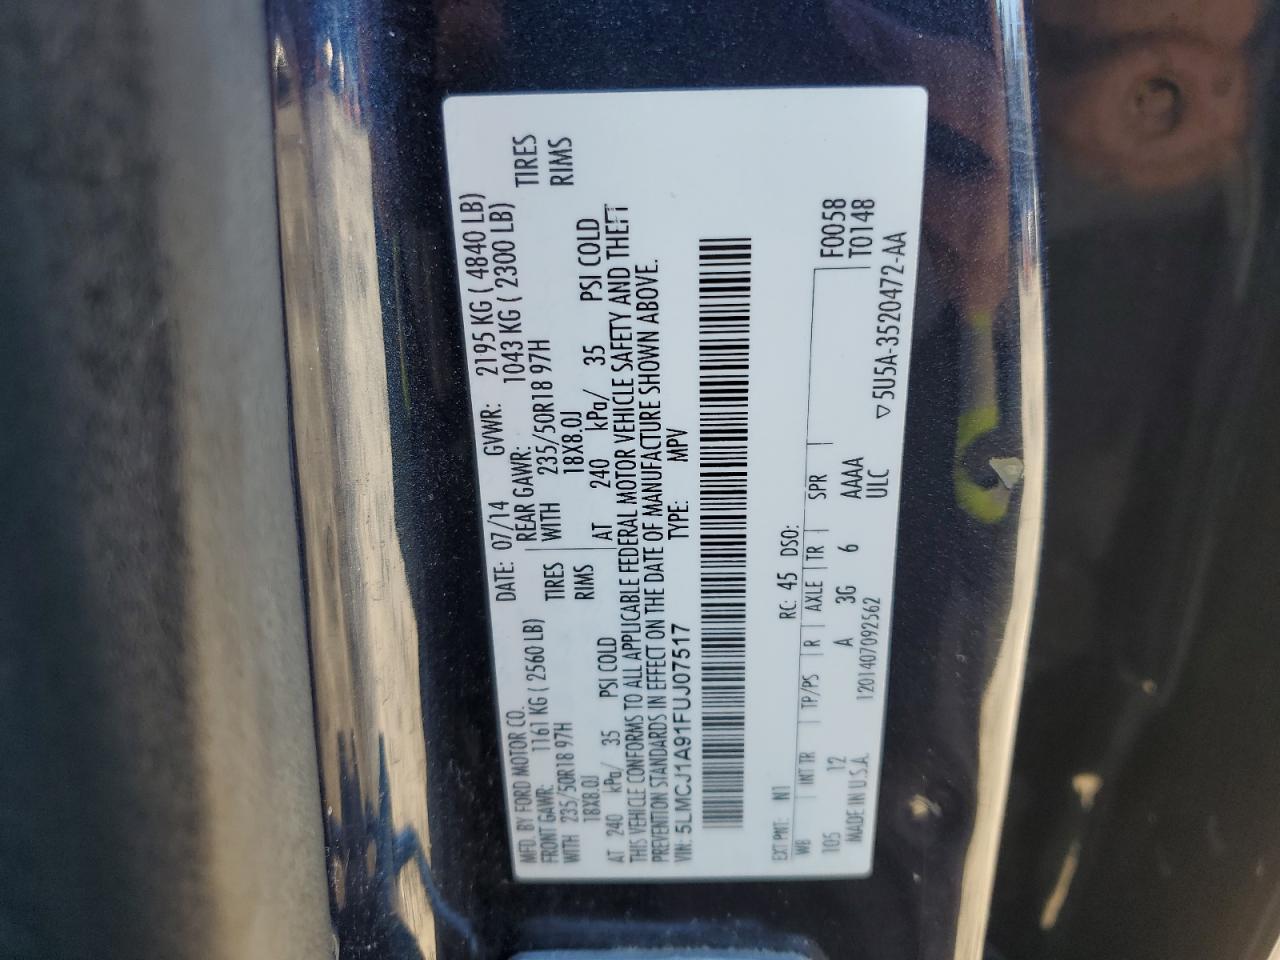 MFD. BY FORD MOTOR CO.
DATE: 07/14 GVWR: 2195 KG ( 4840 LB)
FRONT GAWR: 1161 KG ( 2560 LB) REAR GAWR: 1043 KG ( 2300 LB)
WITH 235/50R18 97H TIRES WITH 235/50R18 97H TIRES
18X8.0J RIMS 18X8.0J RIMS
AT 240 kPa/ 35 PSI COLD AT 240 kPa/ 35 PSI COLD
THIS VEHICLE CONFORMS TO ALL APPLICABLE FEDERAL MOTOR VEHICLE SAFETY AND THEFT
PREVENTION STANDARDS IN EFFECT ON THE DATE OF MANUFACTURE SHOWN ABOVE.
VIN: 5LMCJ1A91FUJ07517 TYPE: MPV
EXT PNT: N1 RC: 45 DSO:
WB INT TR TP/PS R AXLE TR SPR F0058
105 12 A 3G 6 AAAA T0148
MADE IN U.S.A. 1201407092562 ULC
▽5U5A-3520472-AA